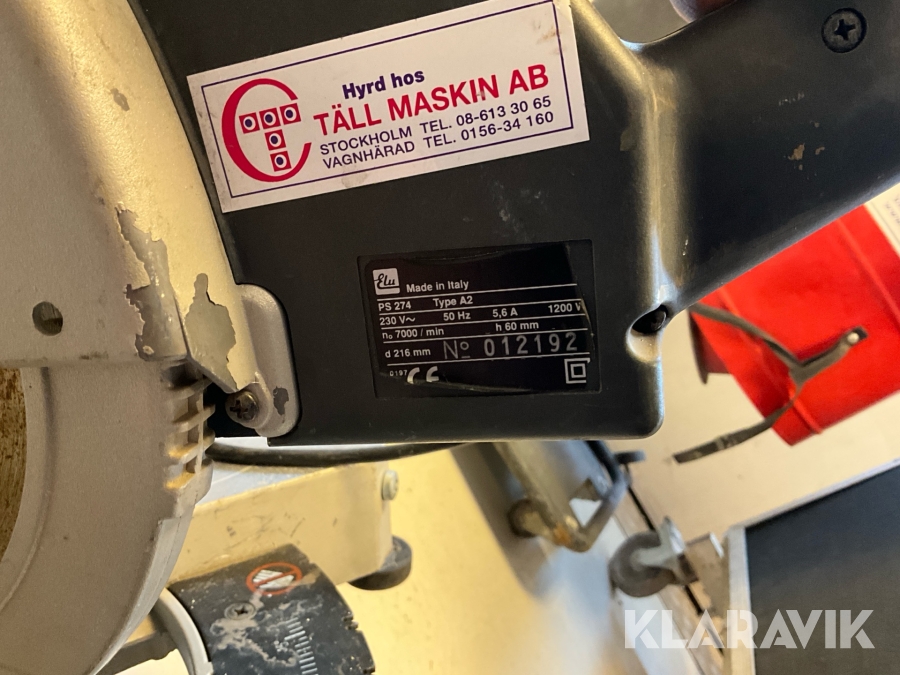 Hyrd hos
TÄLL MASKIN AB
STOCKHOLM TEL. 08-613 30 65
VAGNHÄRAD TEL. 0156-34 160
Elu
Made in Italy
PS 274 Type A2
230 V~ 50 Hz 5,6 A 1200
n₀ 7000 / min h 60 mm
d 216 mm Nº 012192
0197 CE
KLARAVIK